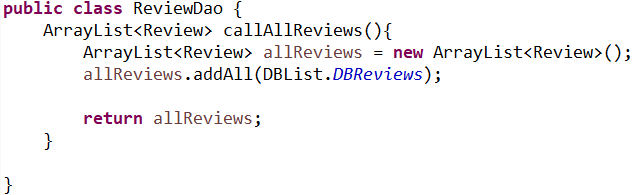 public class ReviewDao {
    ArrayList<Review> callAllReviews(){
        ArrayList<Review> allReviews = new ArrayList<Review>();
        allReviews.addAll(DBList.DBReviews);
        return allReviews;
    }
}